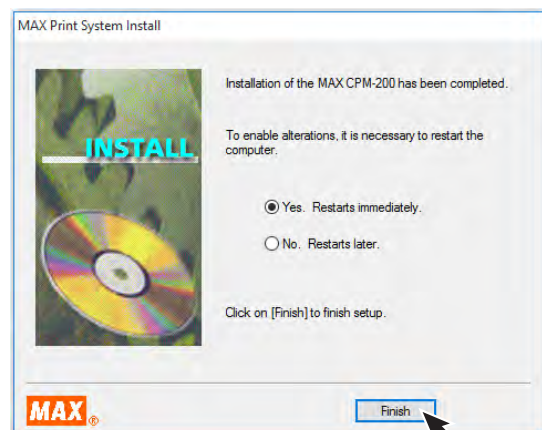 MAX Print System Install
Installation of the MAX CPM-200 has been completed.
INSTALL
To enable alterations, it is necessary to restart the
computer.
Yes. Restarts immediately.
No. Restarts later.
Click on [Finish] to finish setup.
MAX®
Finish